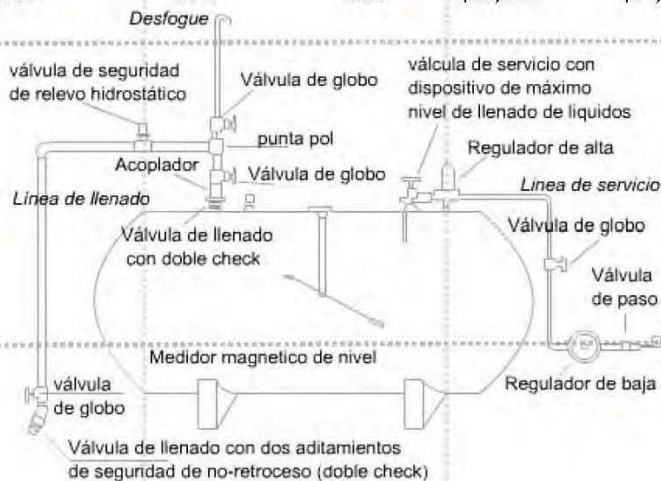 Desfogue
válvula de seguridad
de relevo hidrostático
Válvula de globo
válcula de servicio con
dispositivo de máximo
nivel de llenado de liquidos
punta pol
Acoplador
Válvula de globo
Regulador de alta
Linea de llenado
Linea de servicio
Válvula de llenado
con doble check
Válvula de globo
Válvula
de paso
Medidor magnetico de nivel
Regulador de baja
válvula
de globo
Válvula de llenado con dos aditamientos
de seguridad de no-retroceso (doble check)